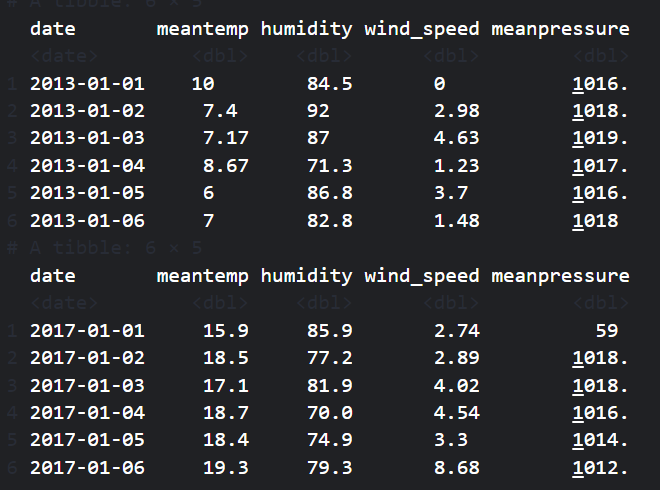 # A tibble: 6 × 5
date meantemp humidity wind_speed meanpressure
<date> <dbl> <dbl> <dbl> <dbl>
1 2013-01-01 10 84.5 0 1016.
2 2013-01-02 7.4 92 2.98 1018.
3 2013-01-03 7.17 87 4.63 1019.
4 2013-01-04 8.67 71.3 1.23 1017.
5 2013-01-05 6 86.8 3.7 1016.
6 2013-01-06 7 82.8 1.48 1018
# A tibble: 6 × 5
date meantemp humidity wind_speed meanpressure
<date> <dbl> <dbl> <dbl> <dbl>
1 2017-01-01 15.9 85.9 2.74 59
2 2017-01-02 18.5 77.2 2.89 1018.
3 2017-01-03 17.1 81.9 4.02 1018.
4 2017-01-04 18.7 70.0 4.54 1016.
5 2017-01-05 18.4 74.9 3.3 1014.
6 2017-01-06 19.3 79.3 8.68 1012.